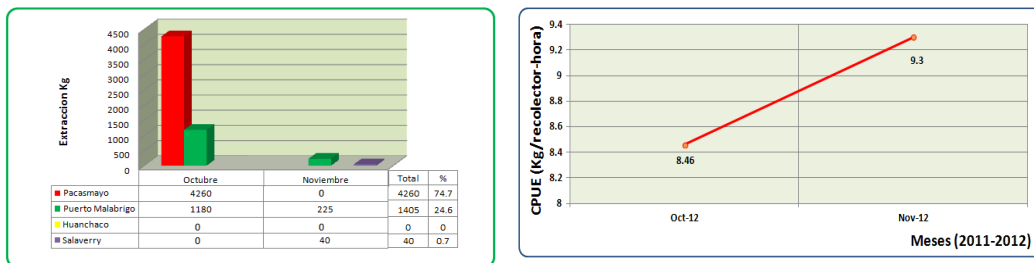 Extraccion Kg
4500
4000
3500
3000
2500
2000
1500
1000
500
0
Octubre Noviembre Total %
Pacasmayo 4260 0 4260 74.7
Puerto Malabrigo 1180 225 1405 24.6
Huanchaco 0 0 0 0
Salaverry 0 40 40 0.7
CPUE (Kg/recolector-hora)
9.4
9.2
9
8.8
8.6
8.4
8.2
8
8.46
9.3
Oct-12 Nov-12
Meses (2011-2012)